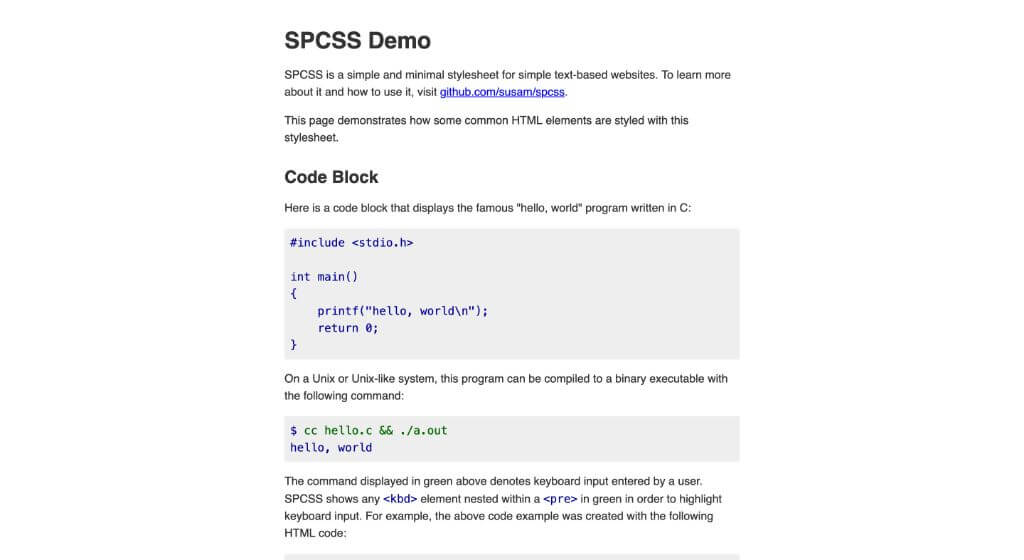 SPCSS Demo
SPCSS is a simple and minimal stylesheet for simple text-based websites. To learn more
about it and how to use it, visit github.com/susam/spcss.
This page demonstrates how some common HTML elements are styled with this
stylesheet.
Code Block
Here is a code block that displays the famous "hello, world" program written in C:
#include <stdio.h>
int main()
{
    printf("hello, world\n");
    return 0;
}
On a Unix or Unix-like system, this program can be compiled to a binary executable with
the following command:
$ cc hello.c && ./a.out
hello, world
The command displayed in green above denotes keyboard input entered by a user.
SPCSS shows any <kbd> element nested within a <pre> in green in order to highlight
keyboard input. For example, the above code example was created with the following
HTML code: